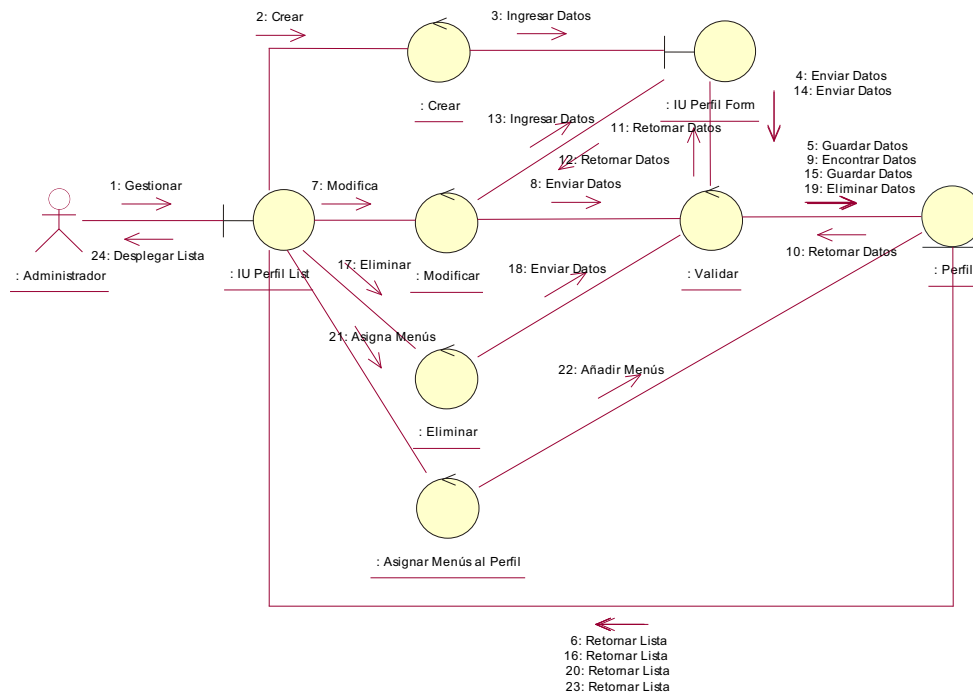 2: Crear
3: Ingresar Datos
: Crear
: IU Perfil Form
4: Enviar Datos
14: Enviar Datos
13: Ingresar Datos
11: Retornar Datos
12: Retornar Datos
5: Guardar Datos
9: Encontrar Datos
15: Guardar Datos
19: Eliminar Datos
1: Gestionar
7: Modifica
8: Enviar Datos
24: Desplegar Lista
10: Retornar Datos
: Administrador
: IU Perfil List
17: Eliminar
: Modificar
18: Enviar Datos
: Validar
: Perfil
21: Asigna Menús
22: Añadir Menús
: Eliminar
: Asignar Menús al Perfil
6: Retornar Lista
16: Retornar Lista
20: Retornar Lista
23: Retornar Lista